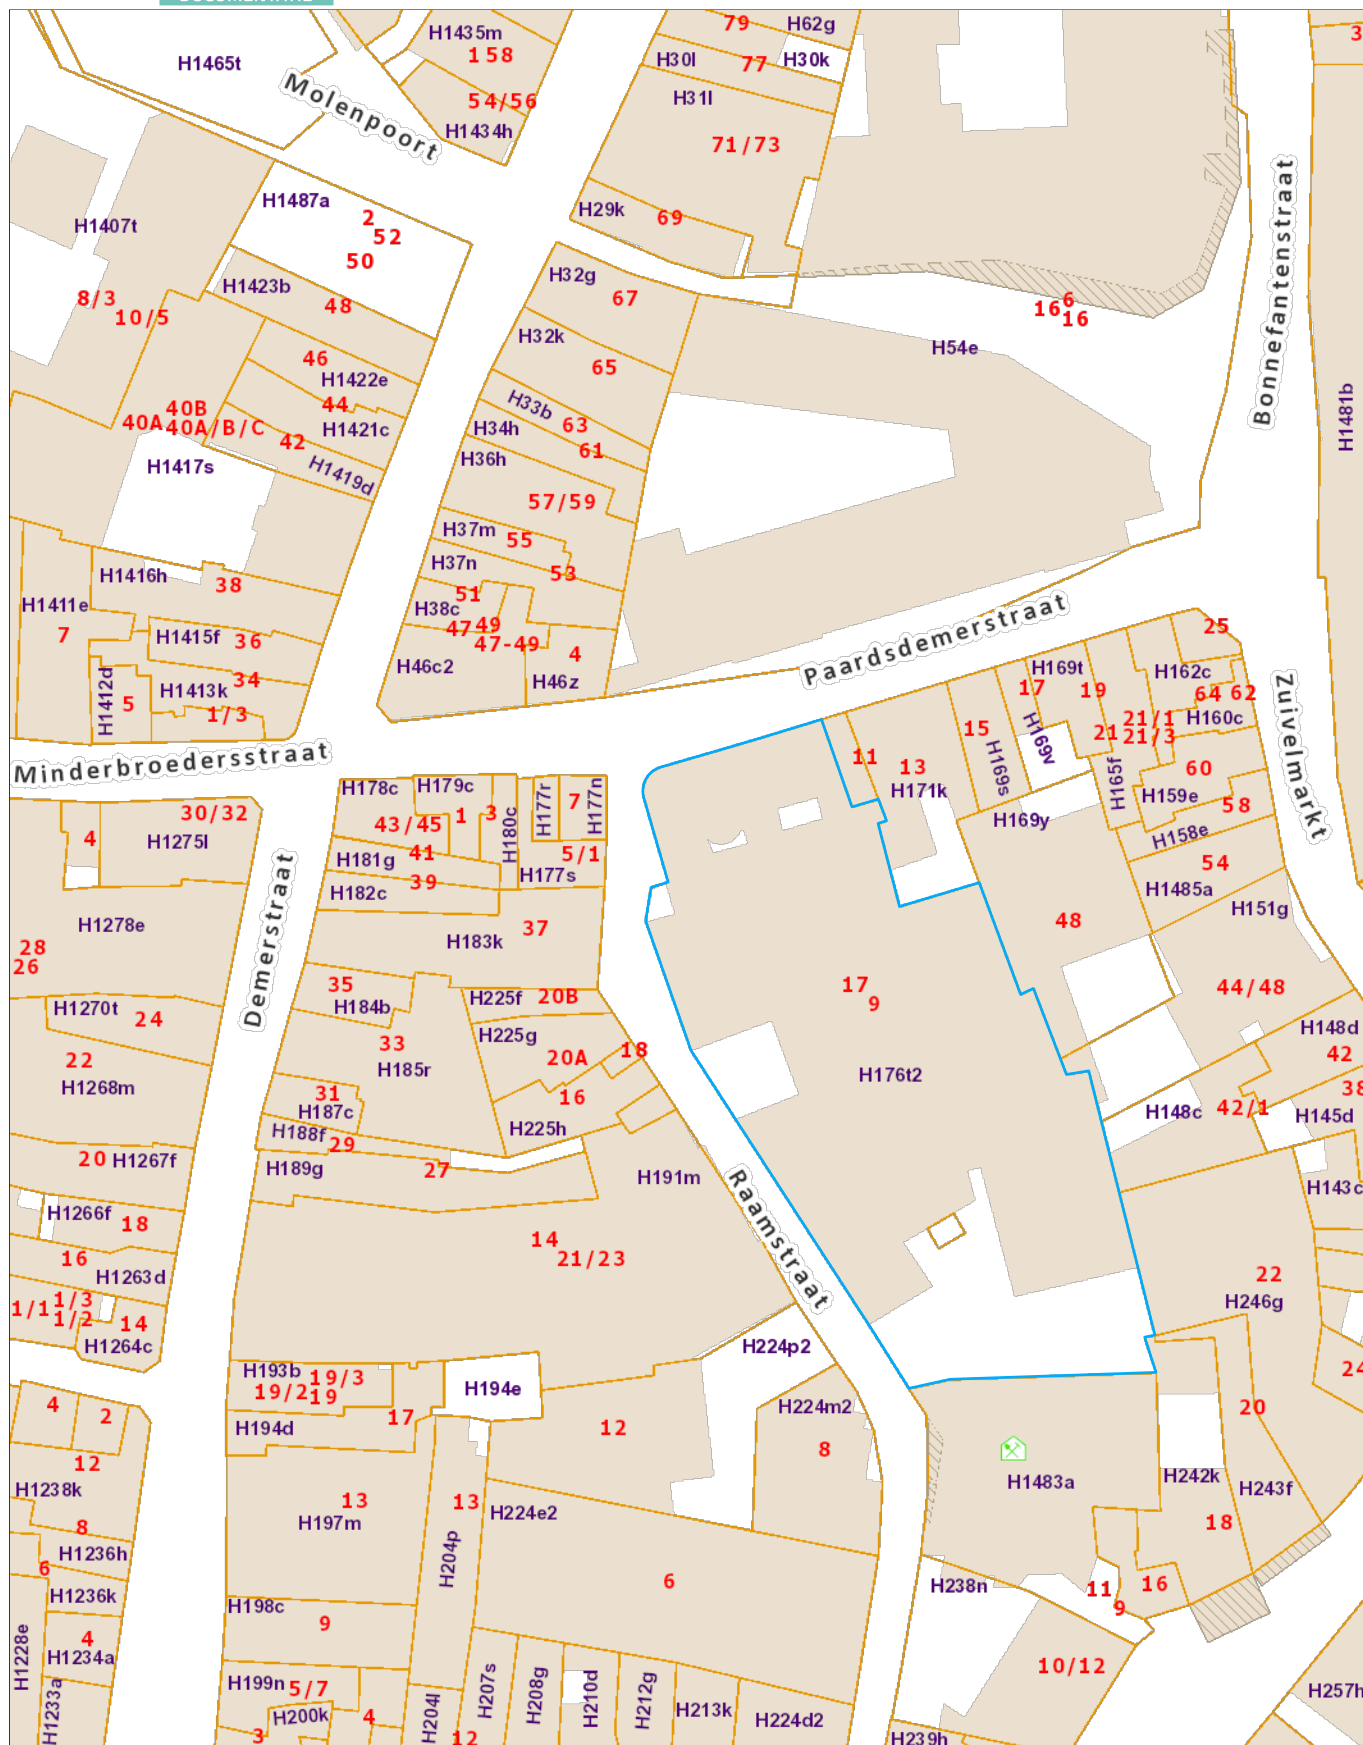 79
H62g
H1435m
1 58
H30l
77
H30k
H1465t
H31l
54/56
Molenpoort
H1434h
71/73
H1487a
H29k
69
2
52
50
H1407t
Bonnefantenstraat
H32g
67
H1423b
48
8/3
10/5
6
16
16
H32k
H54e
46
65
H1422e
H33b
44
63
40B
40A
40A/B/C
H1421c
H34h
42
61
H1481b
H1417s
H36h
H1419d
57/59
H37m
55
H37n
53
H1416h
38
51
H38c
H1411e
7
H1415f
36
47
49
47-49
4
Paardsdemerstraat
25
H46c2
H46z
H169t
H162c
34
H1413k
H1412d
5
1/3
17
19
64
62
H160c
21/1
21
21/3
15
H169s
H169v
Zuivelmarkt
Minderbroedersstraat
11
13
H171k
H165f
60
H159e
58
H178c
H179c
H177r
7
H177n
30/32
H1275l
4
43/45
1
3
H180c
H169y
H158e
41
H181g
5/1
H177s
54
H1485a
39
H182c
H151g
H1278e
Demerstraat
37
H183k
48
28
26
35
H184b
H225f
20B
17
9
44/48
H1270t
24
H225g
33
H185r
20A
18
H148d
42
22
H1268m
H176t2
31
H187c
16
38
H148c
42/1
H145d
H188f
29
H225h
20
H1267f
H189g
27
H191m
Raamstraat
H143c
H1266f
18
14
21/23
16
H1263d
22
H246g
1/3
1/1
1/2
14
H1264c
H224p2
H193b
19/3
19/2
19
H194e
24
4
2
17
H194d
12
H224m2
8
20
12
H1238k
H1483a
H242k
H243f
13
H197m
13
H204p
H224e2
18
8
H1236h
6
H1236k
6
H238n
11
9
16
H198c
9
4
H1234a
H1228e
H1233a
10/12
H199n
5/7
H200k
3
4
H204l
12
H207s
H208g
H210d
H212g
H213k
H224d2
H239h
H257h